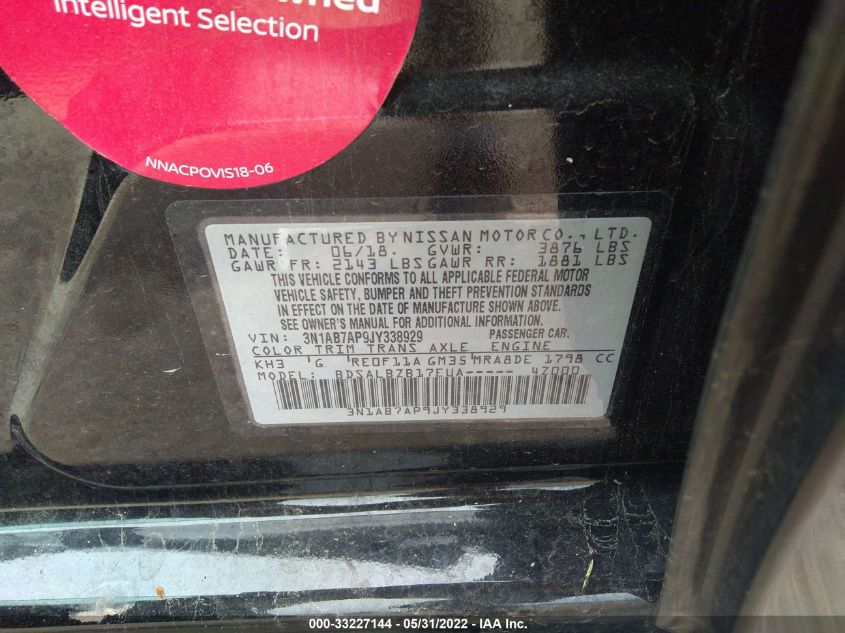 Intelligent Selection
NNACPOVIS18-06
MANUFACTURED BY NISSAN MOTOR CO., LTD.
DATE: 06/18. GVWR: 3876 LBS
GAWR FR: 2143 LBS GAWR RR: 1881 LBS
THIS VEHICLE CONFORMS TO ALL APPLICABLE FEDERAL MOTOR
VEHICLE SAFETY, BUMPER AND THEFT PREVENTION STANDARDS
IN EFFECT ON THE DATE OF MANUFACTURE SHOWN ABOVE.
SEE OWNER'S MANUAL FOR ADDITIONAL INFORMATION.
VIN: 3N1AB7AP9JY338929 PASSENGER CAR.
COLOR TRIM TRANS AXLE ENGINE
KH3 G RE0F11A GM35 MRA8DE 1798 CC
MODEL: BDSALBZB17EUA----- 4Z000
3N1AB7AP9JY338929
000-33227144 - 05/31/2022 - IAA Inc.